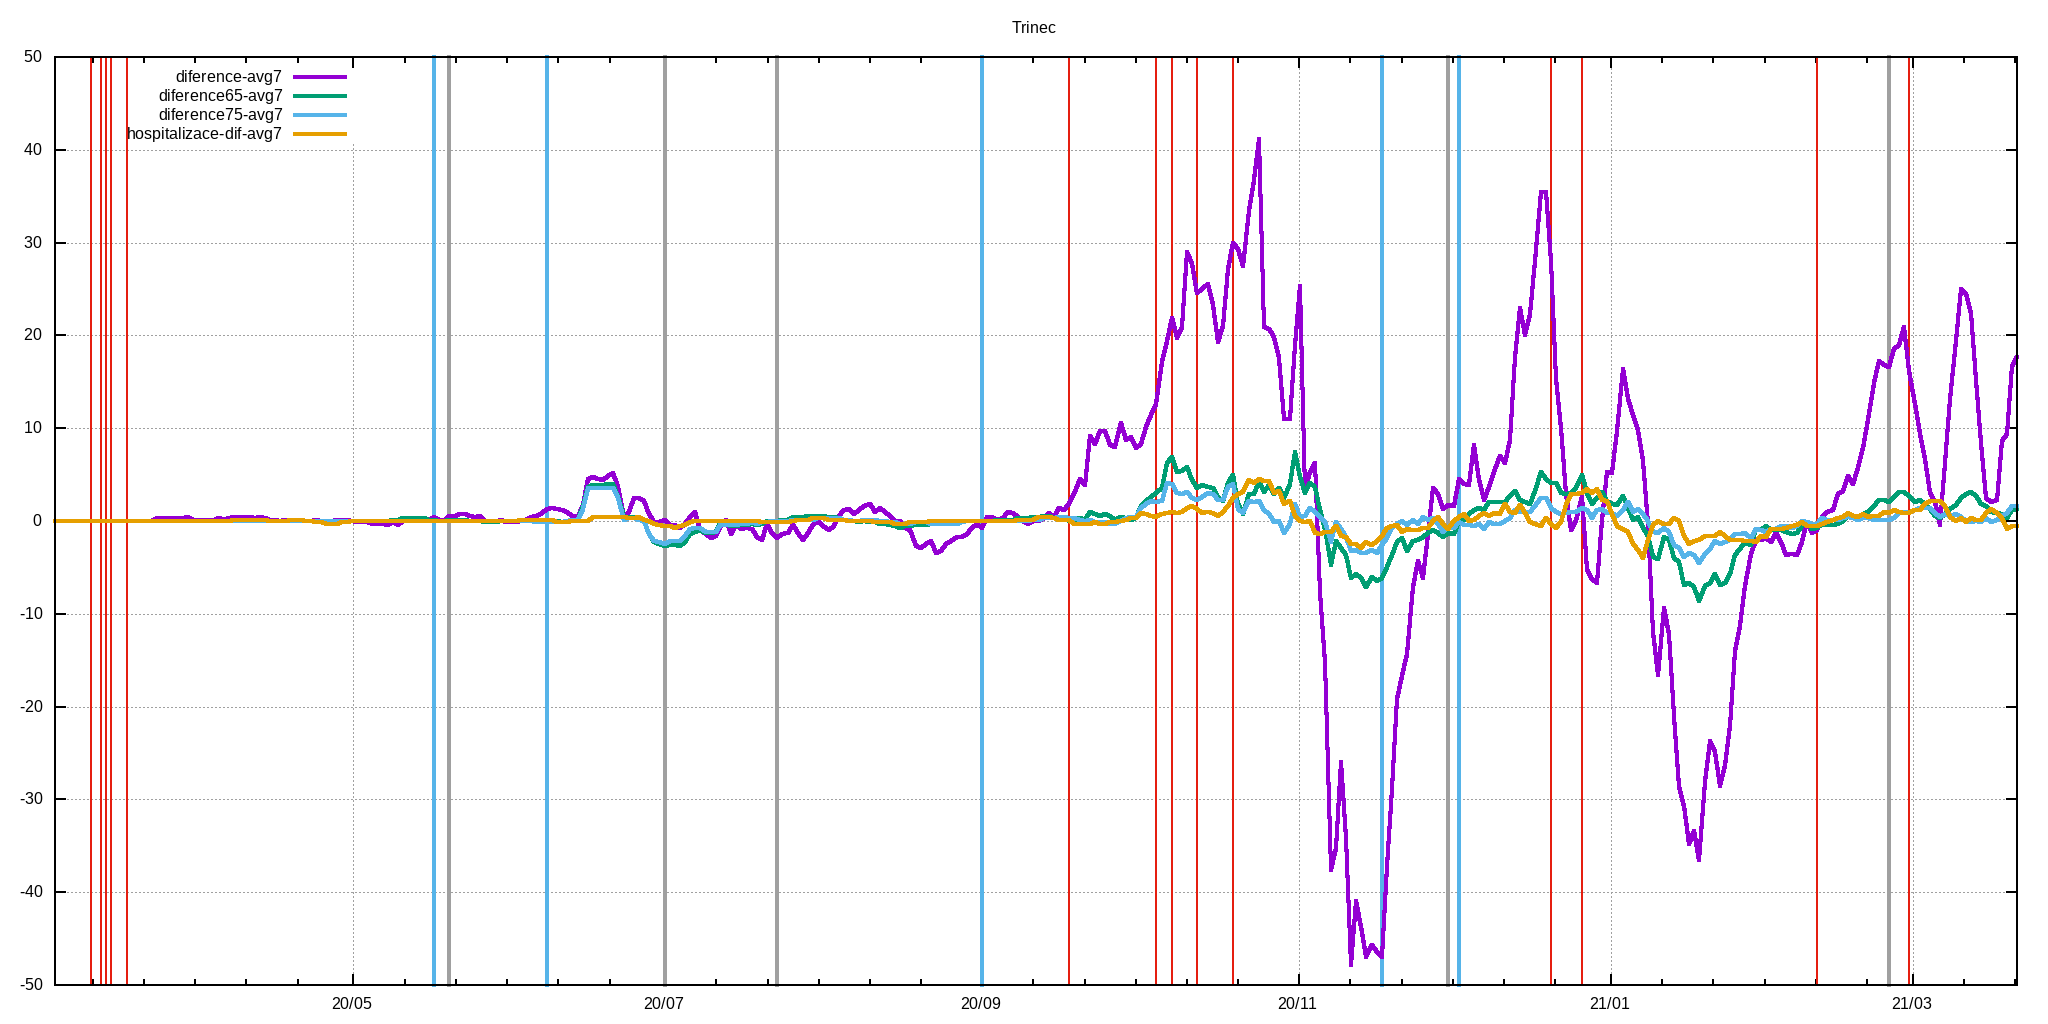 Trinec
50
diference-avg7
diference65-avg7
diference75-avg7
hospitalizace-dif-avg7
40
30
20
10
0
-10
-20
-30
-40
-50
20/05 20/07 20/09 20/11 21/01 21/03